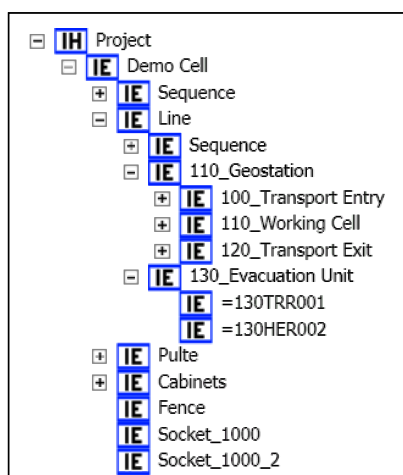 IH Project
IE Demo Cell
IE Sequence
IE Line
IE Sequence
IE 110_Geostation
IE 100_Transport Entry
IE 110_Working Cell
IE 120_Transport Exit
IE 130_Evacuation Unit
IE =130TRR001
IE =130HER002
IE Pulte
IE Cabinets
IE Fence
IE Socket_1000
IE Socket_1000_2